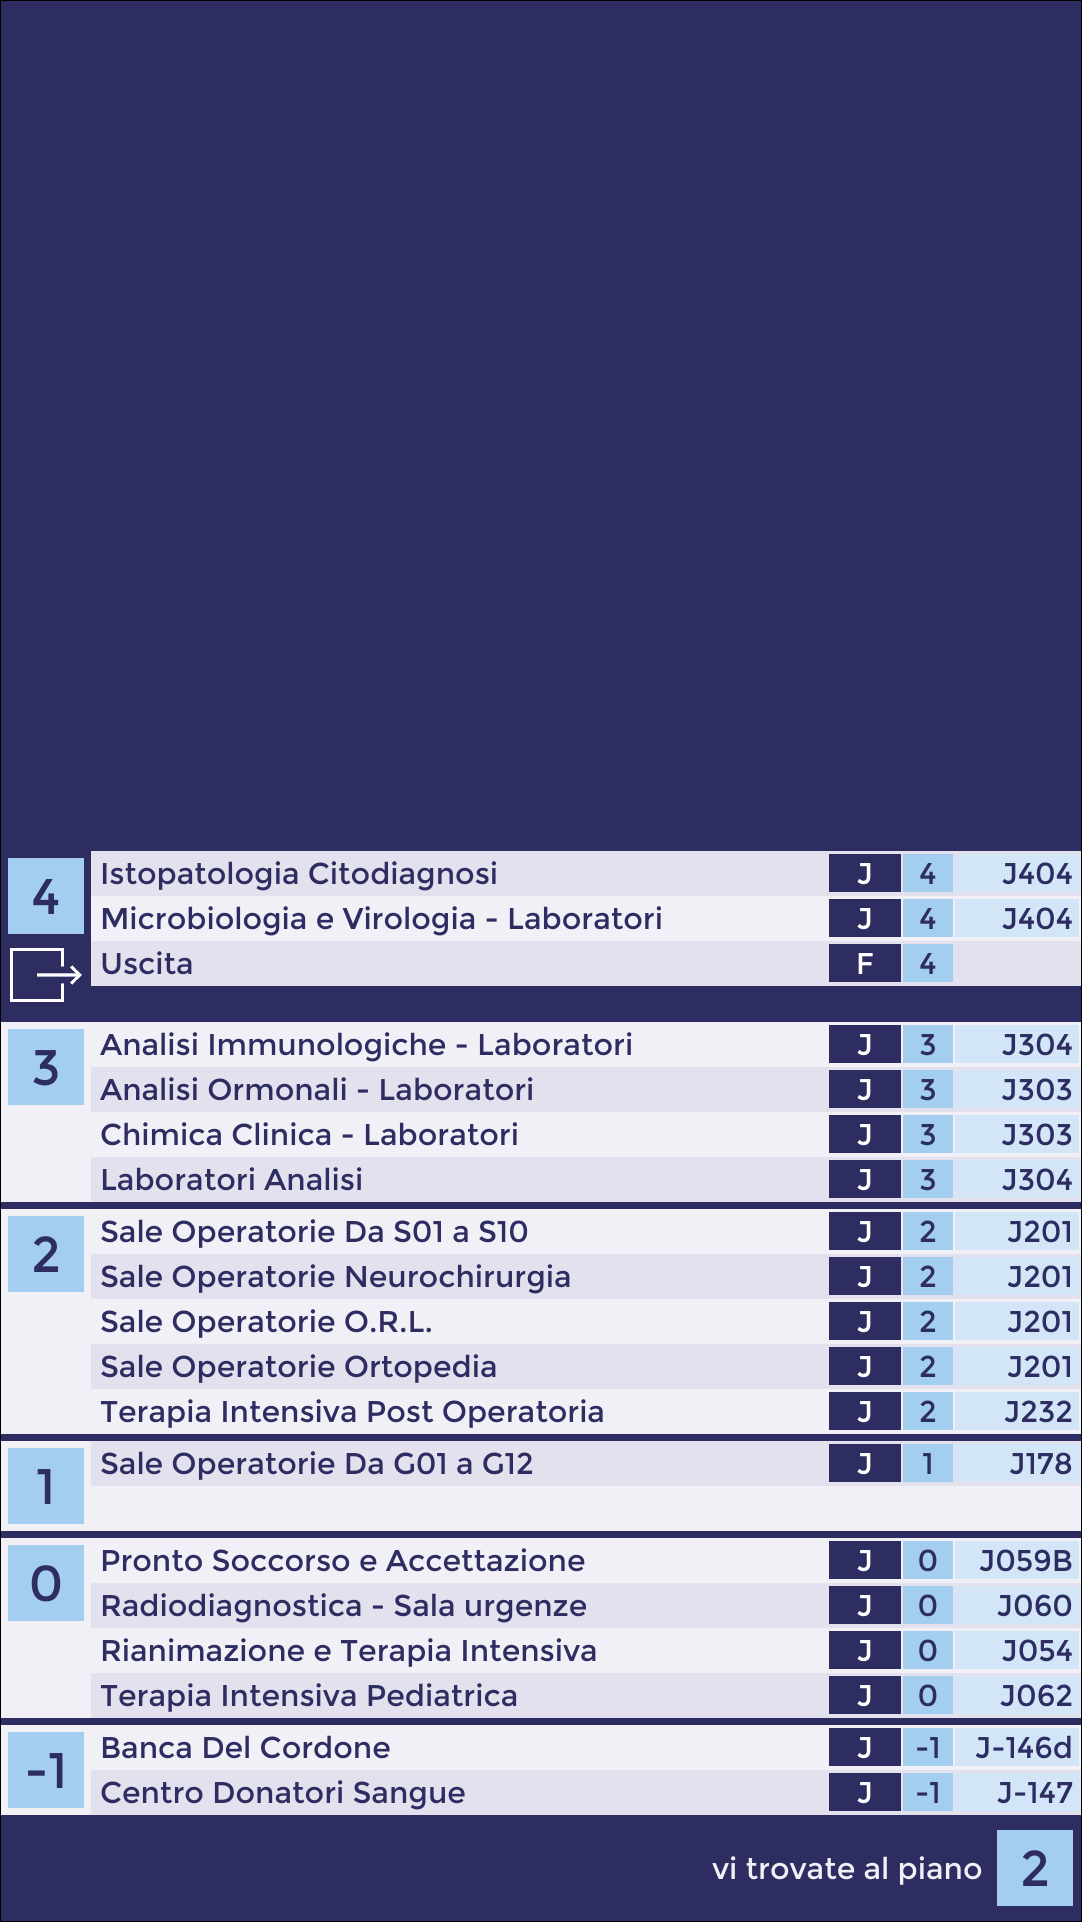 4
Istopatologia Citodiagnosi J 4 J404
Microbiologia e Virologia - Laboratori J 4 J404
Uscita F 4
3
Analisi Immunologiche - Laboratori J 3 J304
Analisi Ormonali - Laboratori J 3 J303
Chimica Clinica - Laboratori J 3 J303
Laboratori Analisi J 3 J304
2
Sale Operatorie Da S01 a S10 J 2 J201
Sale Operatorie Neurochirurgia J 2 J201
Sale Operatorie O.R.L. J 2 J201
Sale Operatorie Ortopedia J 2 J201
Terapia Intensiva Post Operatoria J 2 J232
1
Sale Operatorie Da G01 a G12 J 1 J178
0
Pronto Soccorso e Accettazione J 0 J059B
Radiodiagnostica - Sala urgenze J 0 J060
Rianimazione e Terapia Intensiva J 0 J054
Terapia Intensiva Pediatrica J 0 J062
-1
Banca Del Cordone J -1 J-146d
Centro Donatori Sangue J -1 J-147
vi trovate al piano 2